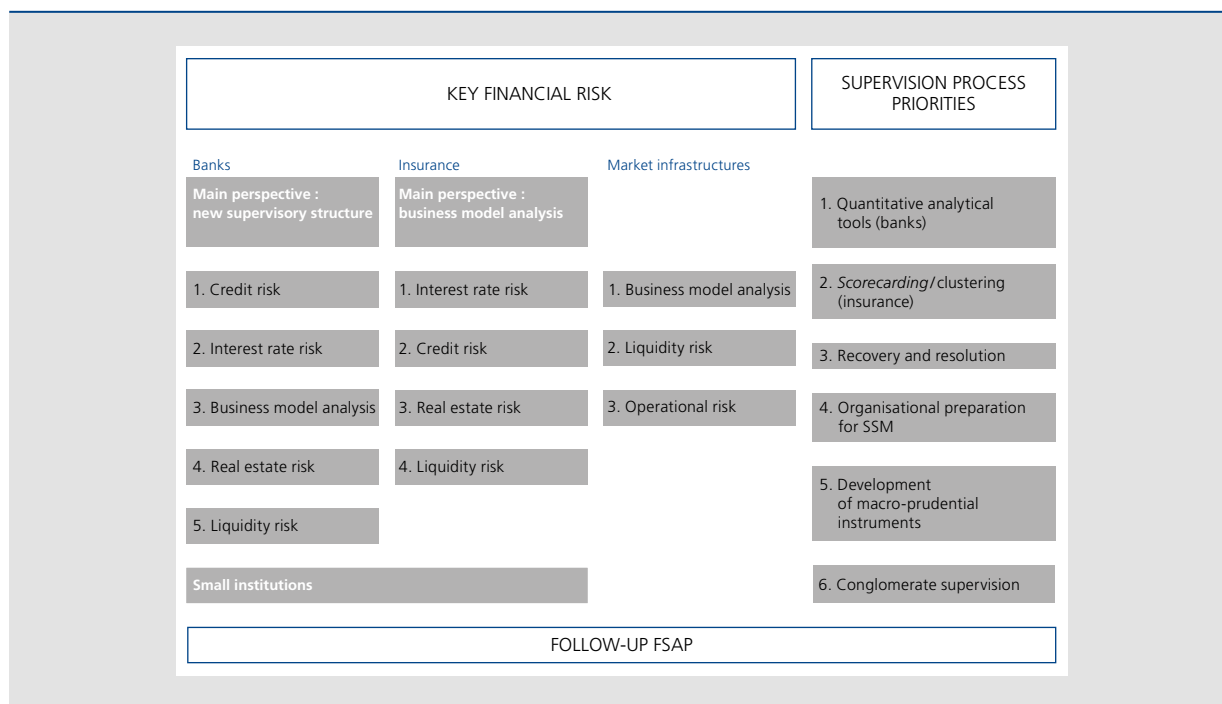 KEY FINANCIAL RISK
SUPERVISION PROCESS
PRIORITIES
Banks
Main perspective :
new supervisory structure
1. Credit risk
2. Interest rate risk
3. Business model analysis
4. Real estate risk
5. Liquidity risk
Insurance
Main perspective :
business model analysis
1. Interest rate risk
2. Credit risk
3. Real estate risk
4. Liquidity risk
Small institutions
Market infrastructures
1. Business model analysis
2. Liquidity risk
3. Operational risk
1. Quantitative analytical
tools (banks)
2. Scorecarding / clustering
(insurance)
3. Recovery and resolution
4. Organisational preparation
for SSM
5. Development
of macro-prudential
instruments
6. Conglomerate supervision
FOLLOW-UP FSAP